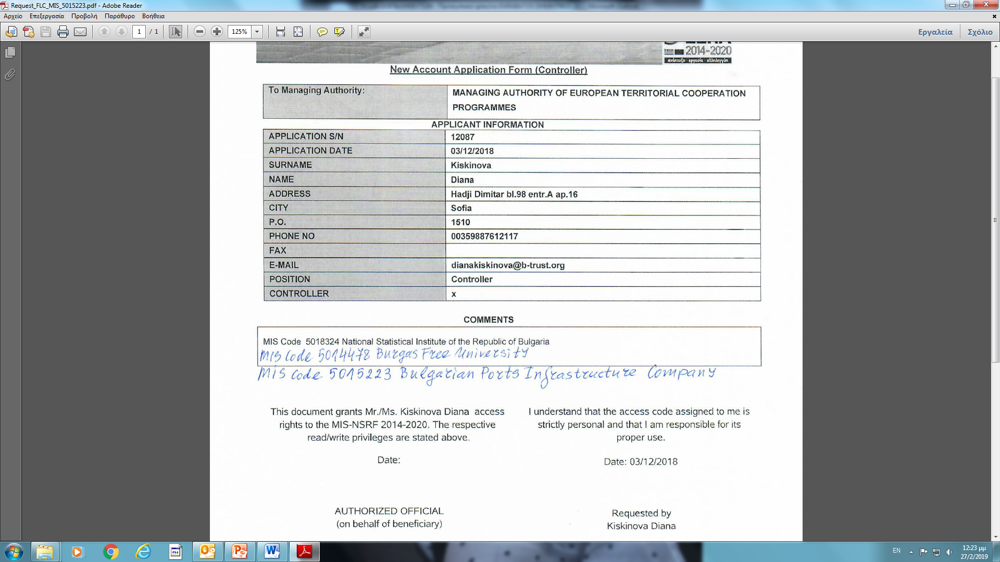 Request_FLC_MIS_5015223.pdf - Adobe Reader
Αρχείο Επεξεργασία Προβολή Παράθυρο Βοήθεια
1 / 1 125% Εργαλεία Σχόλιο
2014-2020
ανάπτυξη - εργασία - αλληλεγγύη
New Account Application Form (Controller)
To Managing Authority: MANAGING AUTHORITY OF EUROPEAN TERRITORIAL COOPERATION
PROGRAMMES
APPLICANT INFORMATION
APPLICATION S/N 12087
APPLICATION DATE 03/12/2018
SURNAME Kiskinova
NAME Diana
ADDRESS Hadji Dimitar bl.98 entr.A ap.16
CITY Sofia
P.O. 1510
PHONE NO 00359887612117
FAX
E-MAIL dianakiskinova@b-trust.org
POSITION Controller
CONTROLLER x
COMMENTS
MIS Code 5018324 National Statistical Institute of the Republic of Bulgaria
MIS Code 5014478 Burgas Free University
MIS Code 5015223 Bulgarian Ports Infrastructure Company
This document grants Mr./Ms. Kiskinova Diana access
rights to the MIS-NSRF 2014-2020. The respective
read/write privileges are stated above.
Date:
I understand that the access code assigned to me is
strictly personal and that I am responsible for its
proper use.
Date: 03/12/2018
AUTHORIZED OFFICIAL
(on behalf of beneficiary)
Requested by
Kiskinova Diana
EN
12:23 μμ
27/2/2019